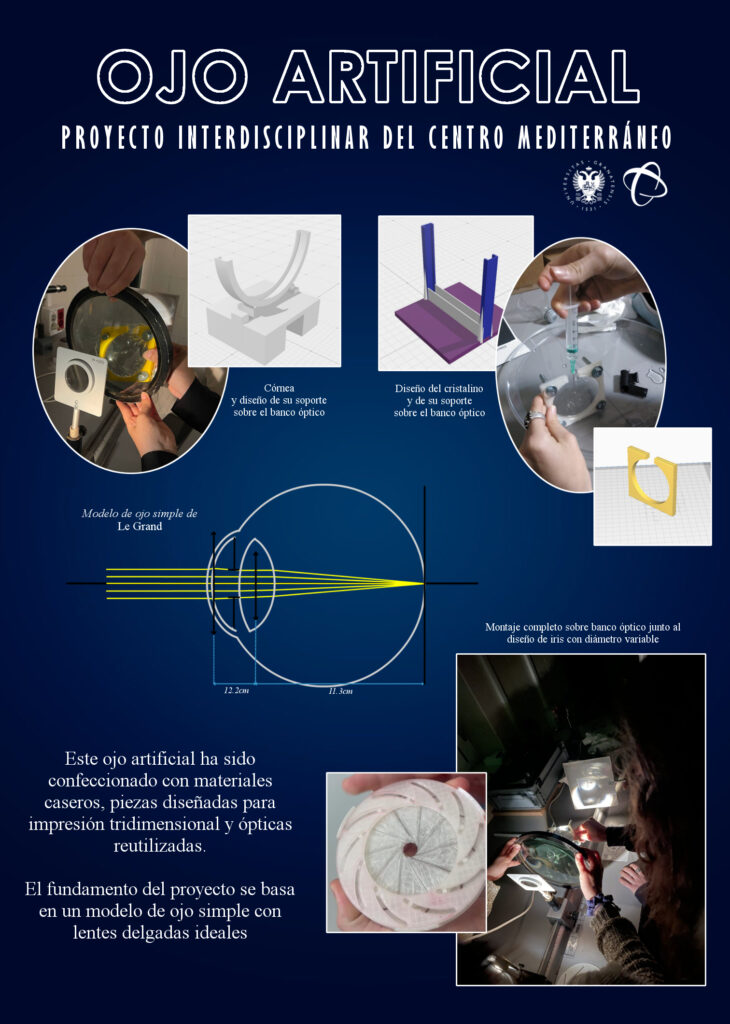 OJO ARTIFICIAL
PROYECTO INTERDISCIPLINAR DEL CENTRO MEDITERRÁNEO
UNIVERSITAS · GRANATENSIS · 1531 ·
Córnea
y diseño de su soporte
sobre el banco óptico
Diseño del cristalino
y de su soporte
sobre el banco óptico
Modelo de ojo simple de
Le Grand
12.2cm
11.3cm
Montaje completo sobre banco óptico junto al
diseño de iris con diámetro variable
Este ojo artificial ha sido
confeccionado con materiales
caseros, piezas diseñadas para
impresión tridimensional y ópticas
reutilizadas.
El fundamento del proyecto se basa
en un modelo de ojo simple con
lentes delgadas ideales